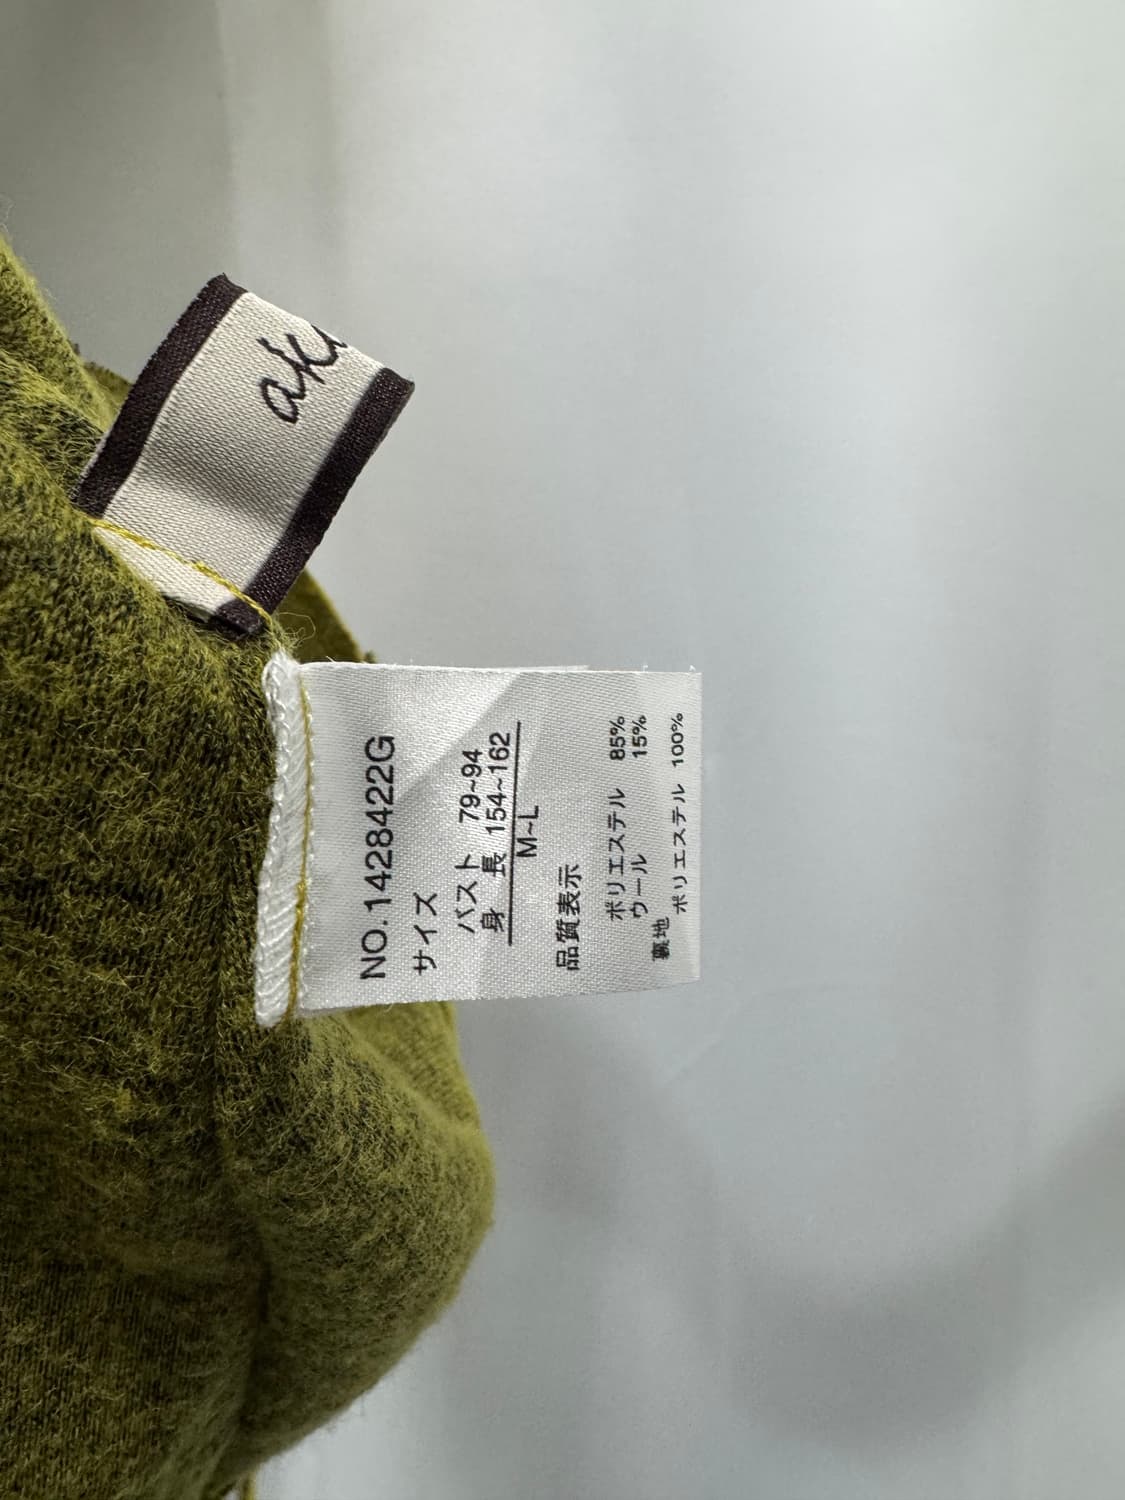 NO.1428422G
サイズ
バスト 79~94
身 長 154~162
M~L
品質表示
ポリエステル 85%
ウール 15%
裏地
ポリエステル 100%